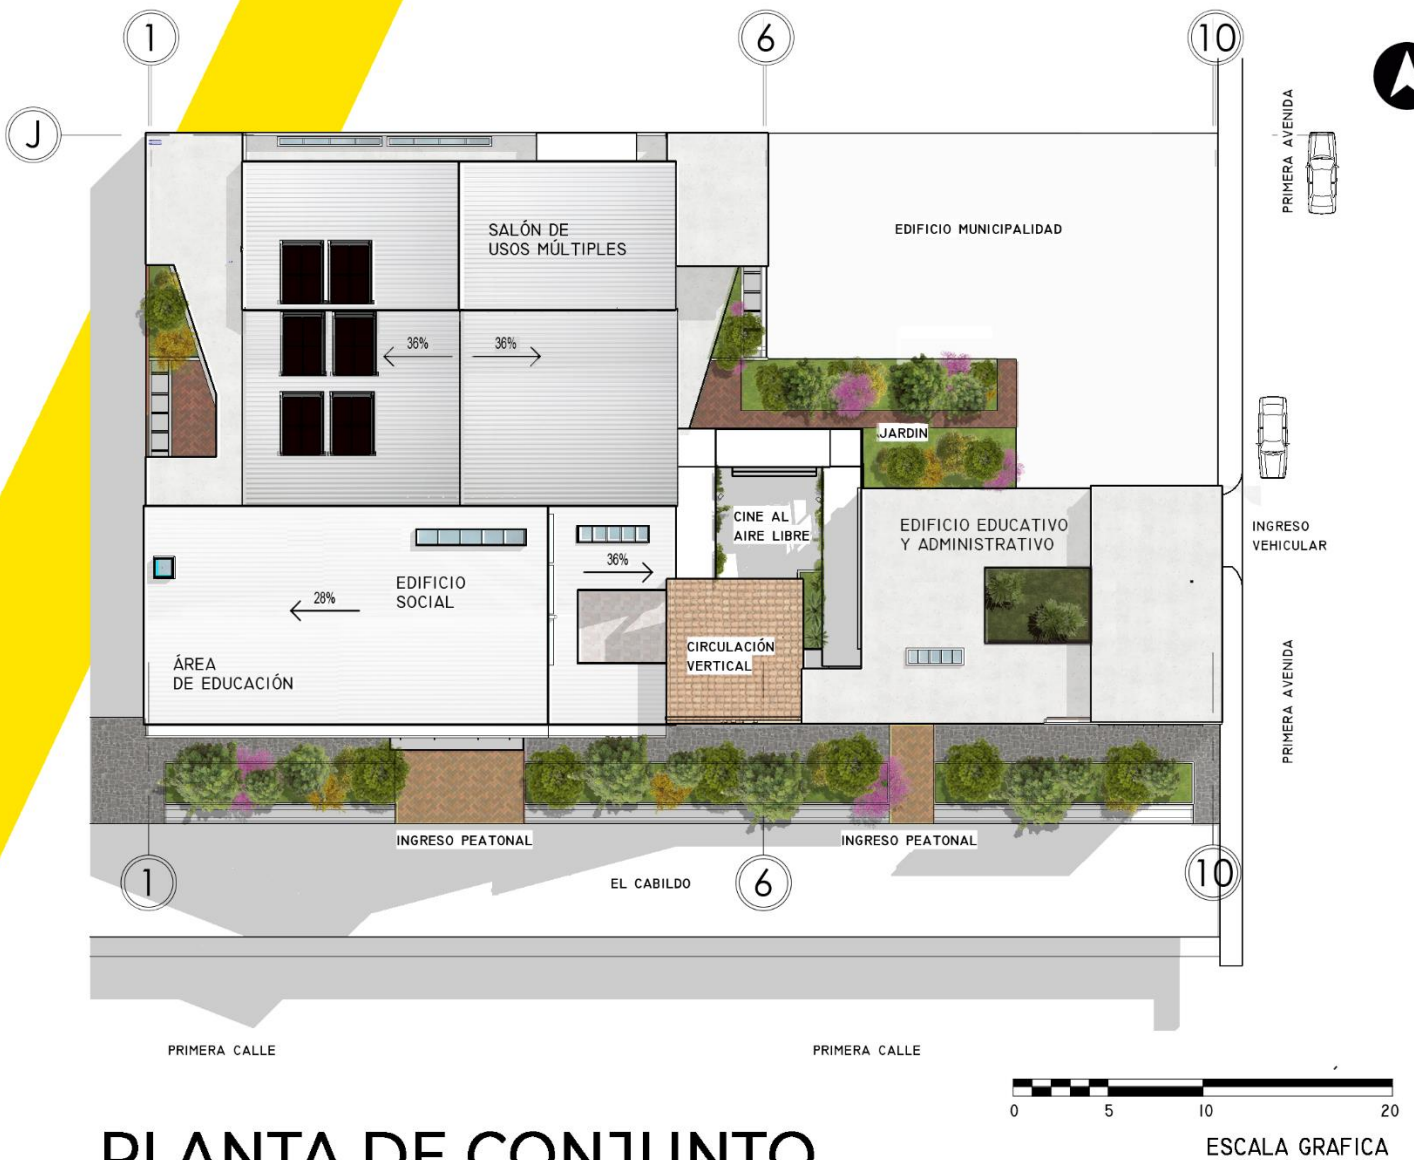 1
6
10
J
PRIMERA AVENIDA
SALÓN DE
USOS MÚLTIPLES
EDIFICIO MUNICIPALIDAD
36%
36%
JARDIN
CINE AL
AIRE LIBRE
EDIFICIO EDUCATIVO
Y ADMINISTRATIVO
INGRESO
VEHICULAR
36%
EDIFICIO
SOCIAL
28%
CIRCULACIÓN
VERTICAL
ÁREA
DE EDUCACIÓN
PRIMERA AVENIDA
INGRESO PEATONAL
INGRESO PEATONAL
1
EL CABILDO
6
10
PRIMERA CALLE
PRIMERA CALLE
0 5 10 20
ESCALA GRAFICA
PLANTA DE CONJUNTO